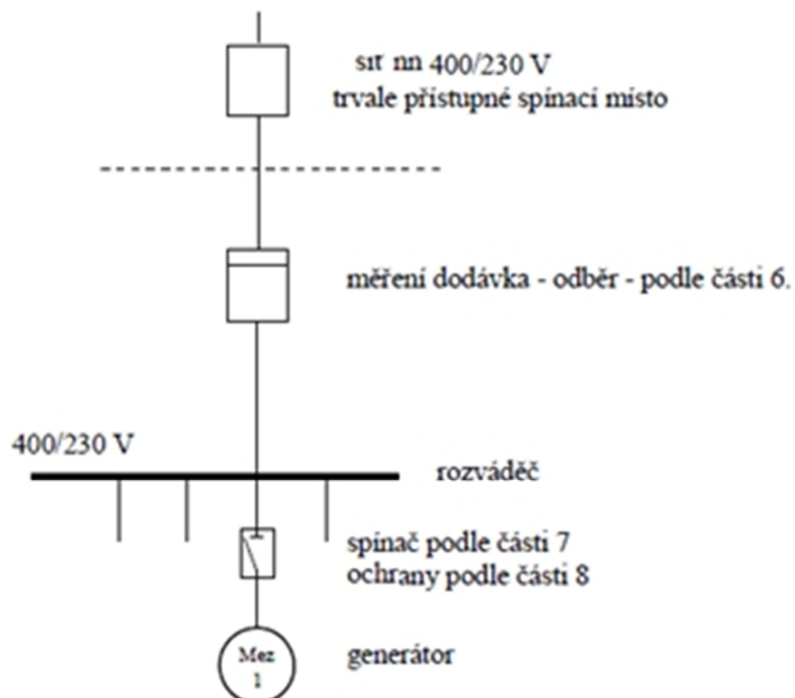 síť nn 400/230 V
trvale přístupné spínací místo
měření dodávka - odběr - podle části 6.
400/230 V
rozváděč
spínač podle části 7
ochrany podle části 8
Mez
1
generátor